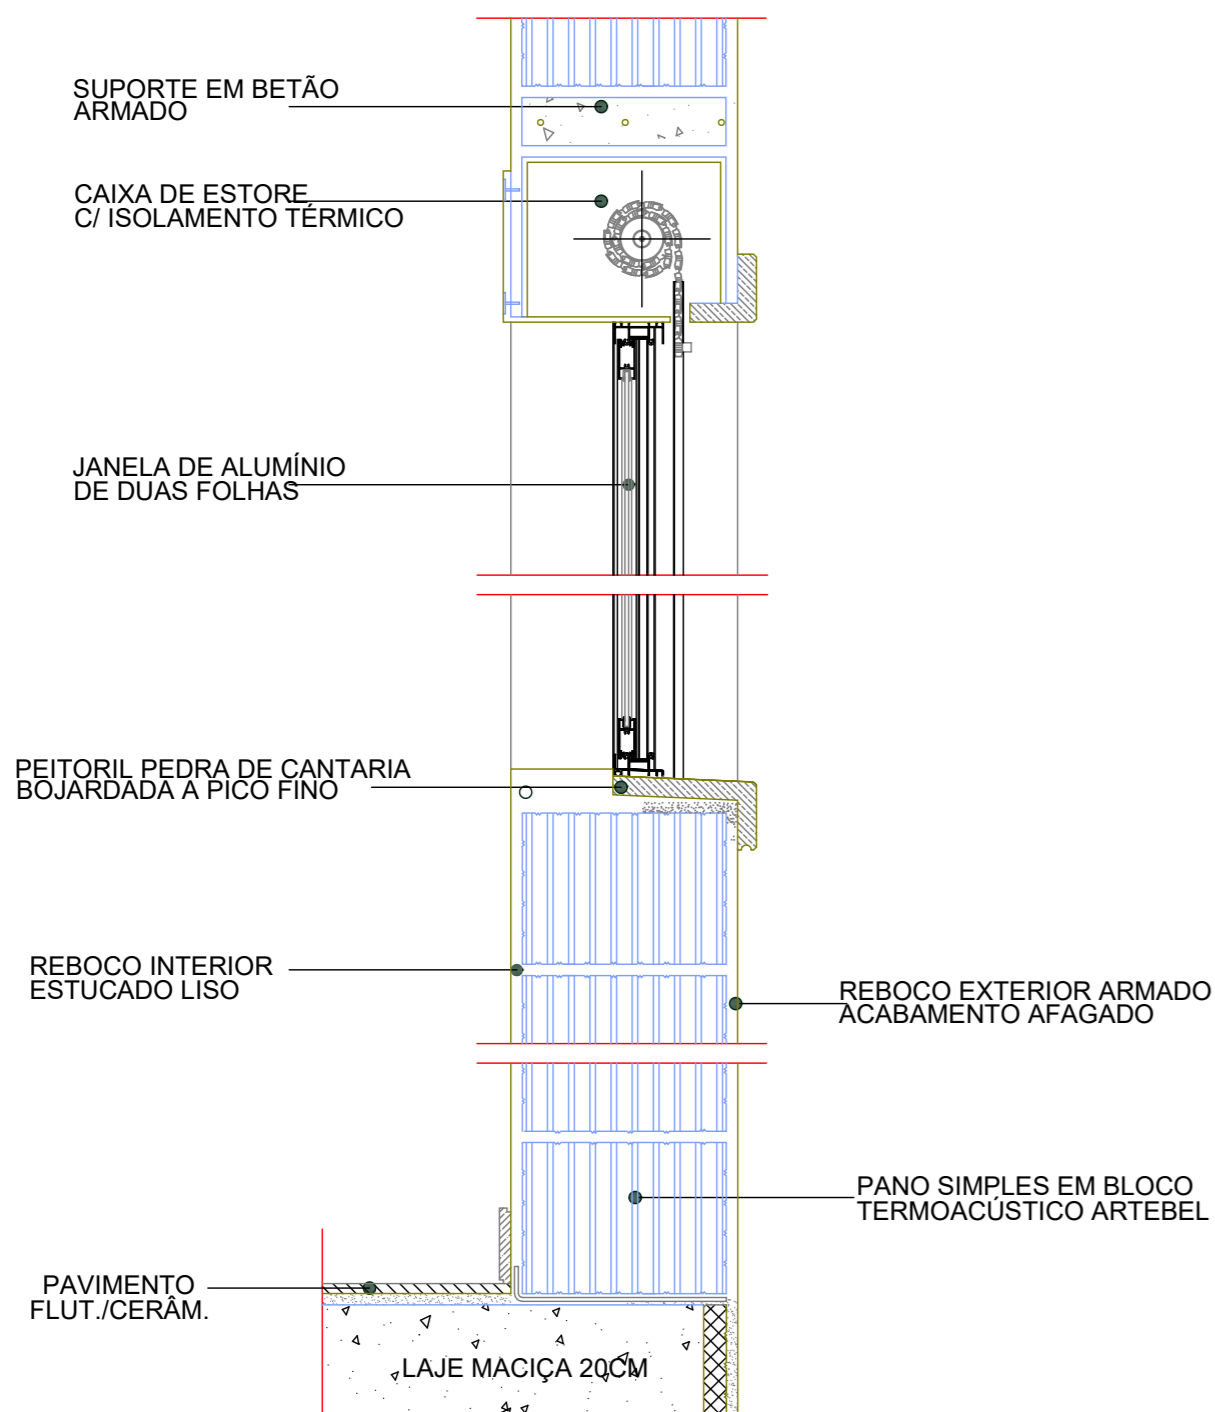 SUPORTE EM BETÃO
ARMADO
CAIXA DE ESTORE
C/ ISOLAMENTO TÉRMICO
JANELA DE ALUMÍNIO
DE DUAS FOLHAS
PEITORIL PEDRA DE CANTARIA
BOJARDADA A PICO FINO
REBOCO INTERIOR
ESTUCADO LISO
REBOCO EXTERIOR ARMADO
ACABAMENTO AFAGADO
PANO SIMPLES EM BLOCO
TERMOACÚSTICO ARTEBEL
PAVIMENTO
FLUT./CERÂM.
LAJE MACIÇA 20CM